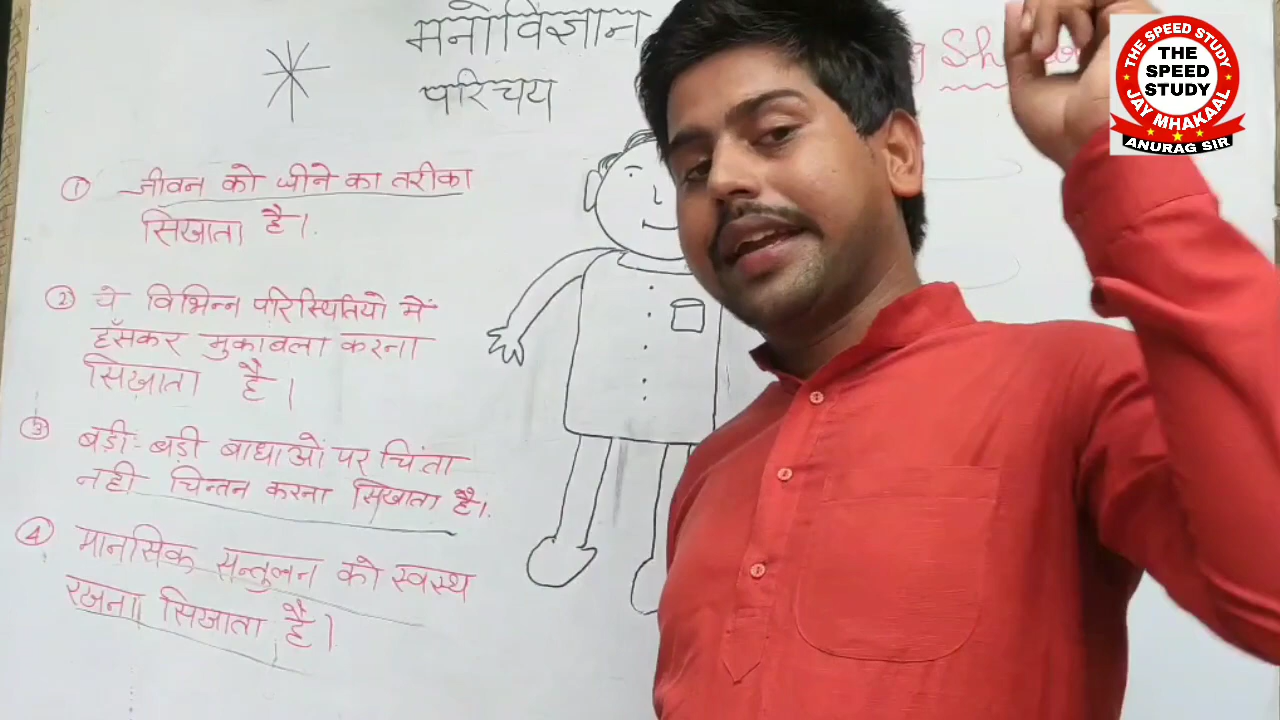 मनोविज्ञान
परिचय
① जीवन को जीने का तरीका
सिखाता है।
② ये विभिन्न परिस्थितियो में
हँसकर मुकाबला करना
सिखाता है।
③ बड़ी-बड़ी बाधाओं पर चिंता
नही चिन्तन करना सिखाता है।
④ मानसिक सन्तुलन को स्वस्थ
रखना सिखाता है।
THE SPEED STUDY
THE
SPEED
STUDY
JAY MHAKAAL
ANURAG SIR